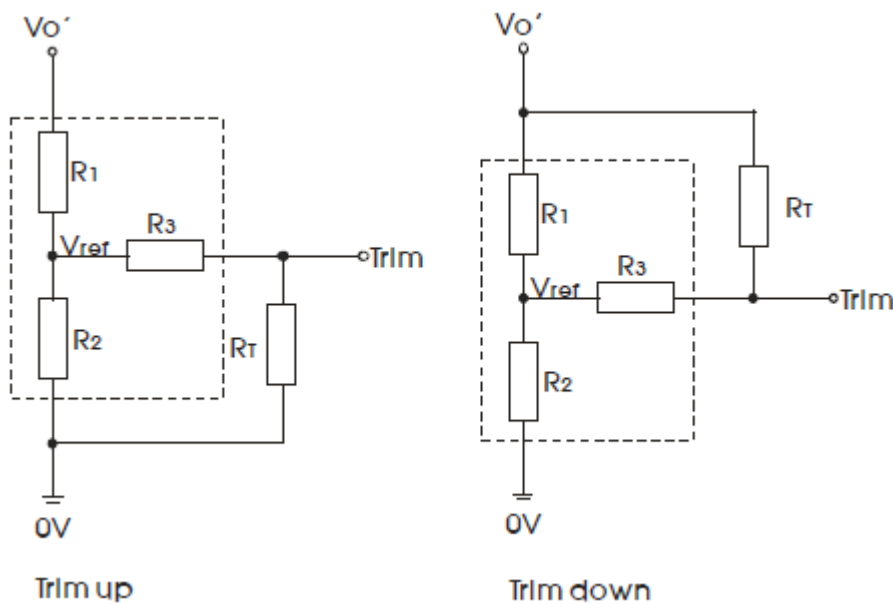 Vo'
R1
R3
Vref
Trim
R2
RT
0V
Trim up
Vo'
R1
RT
R3
Vref
Trim
R2
0V
Trim down